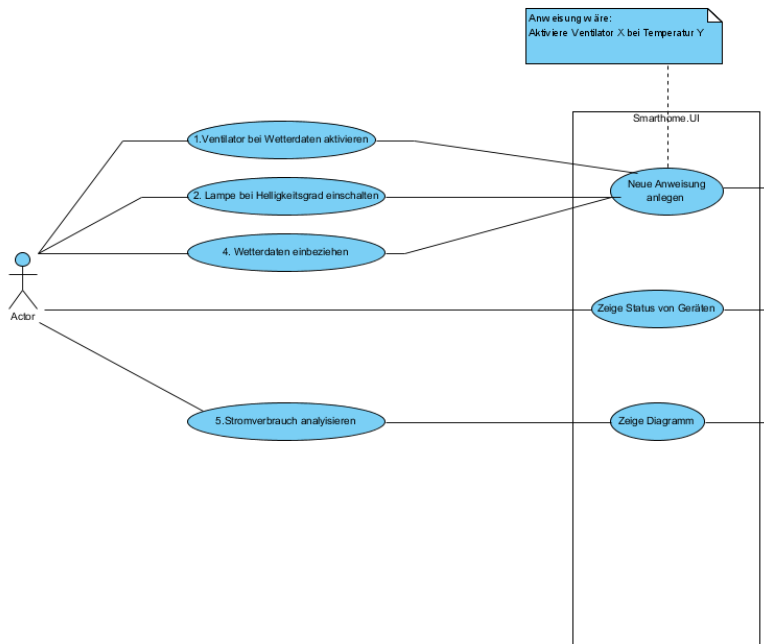 Anweisung wäre:
Aktiviere Ventilator X bei Temperatur Y
Smarthome.UI
1.Ventilator bei Wetterdaten aktivieren
Neue Anweisung
anlegen
2. Lampe bei Helligkeitsgrad einschalten
4. Wetterdaten einbeziehen
Actor
Zeige Status von Geräten
5.Stromverbrauch analyisieren
Zeige Diagramm